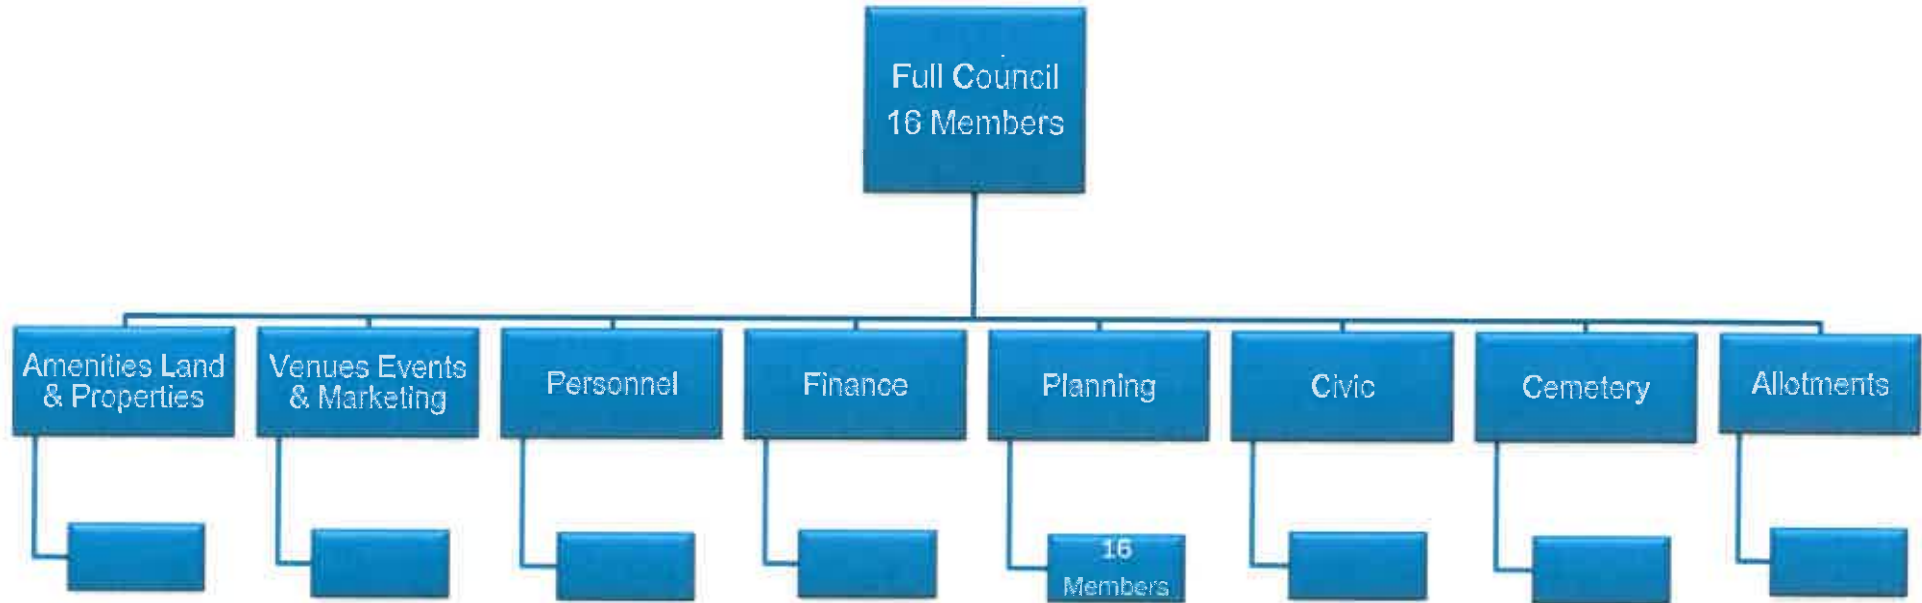 Full Council
16 Members
Amenities Land
& Properties
Venues Events
& Marketing
Personnel
Finance
Planning
Civic
Cemetery
Allotments
16
Members